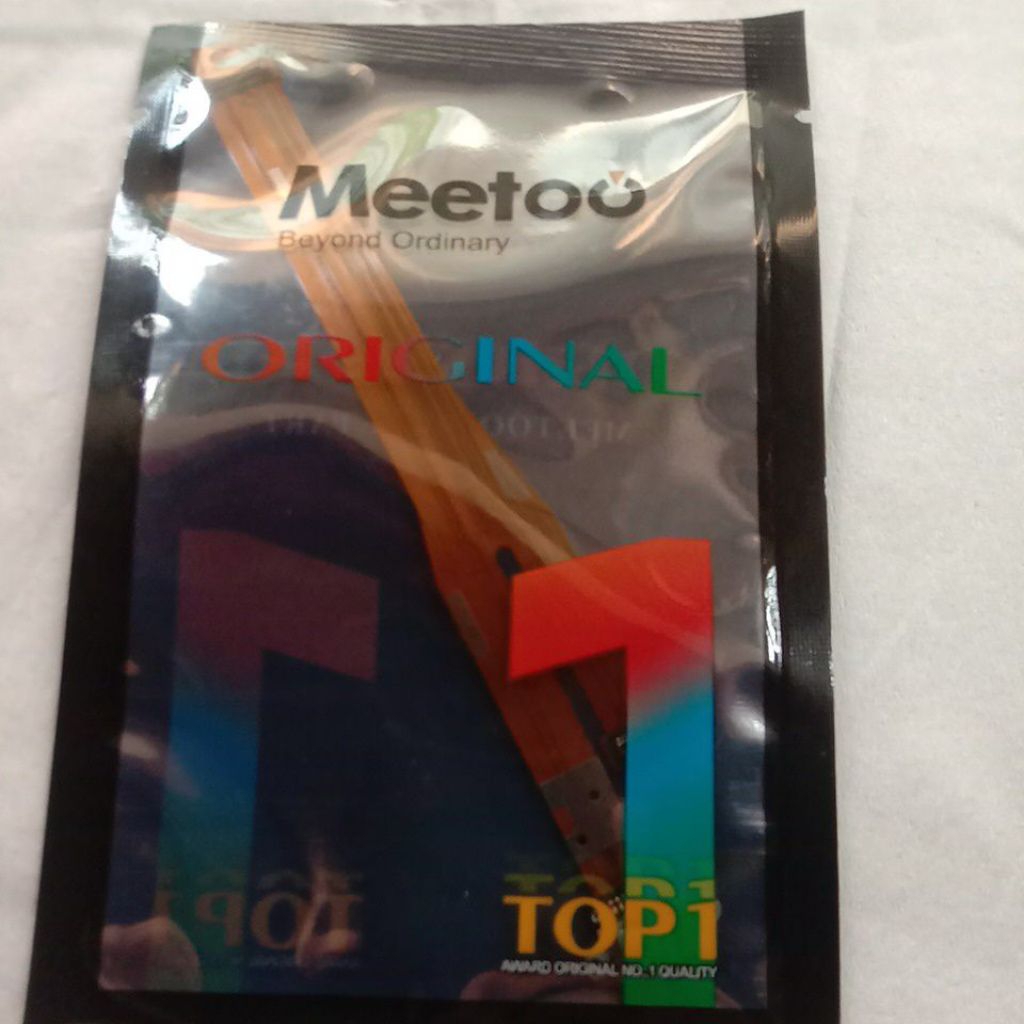 Meetoo
Beyond Ordinary
ORIGINAL
TOP1
AWARD ORIGINAL NO. 1 QUALITY